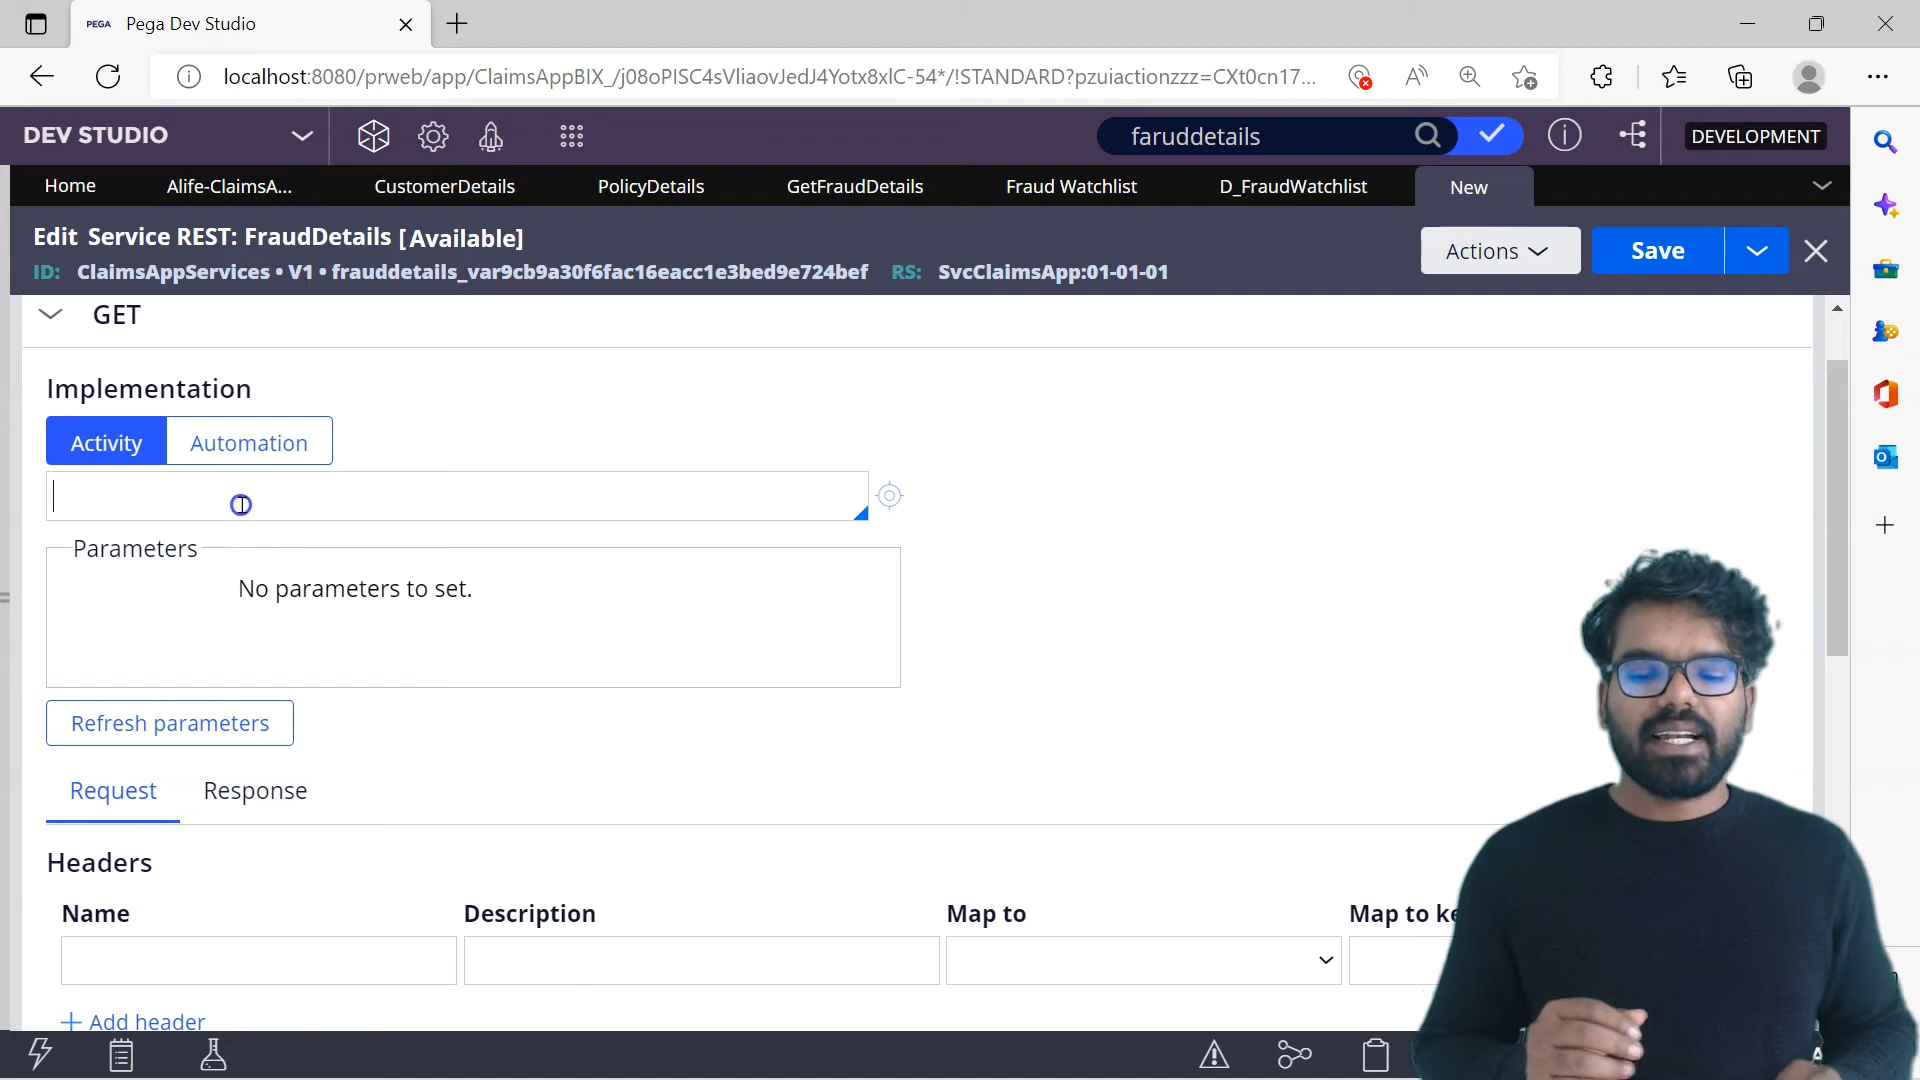 PEGA Pega Dev Studio
localhost:8080/prweb/app/ClaimsAppBIX_/j08oPISC4sVliaovJedJ4Yotx8xlC-54*/!STANDARD?pzuiactionzzz=CXt0cn17...
DEV STUDIO
faruddetails
DEVELOPMENT
Home
Alife-ClaimsA...
CustomerDetails
PolicyDetails
GetFraudDetails
Fraud Watchlist
D_FraudWatchlist
New
Edit Service REST: FraudDetails [Available]
ID: ClaimsAppServices • V1 • frauddetails_var9cb9a30f6fac16eacc1e3bed9e724bef RS: SvcClaimsApp:01-01-01
Actions
Save
GET
Implementation
Activity
Automation
Parameters
No parameters to set.
Refresh parameters
Request
Response
Headers
Name
Description
Map to
Map to
Add header